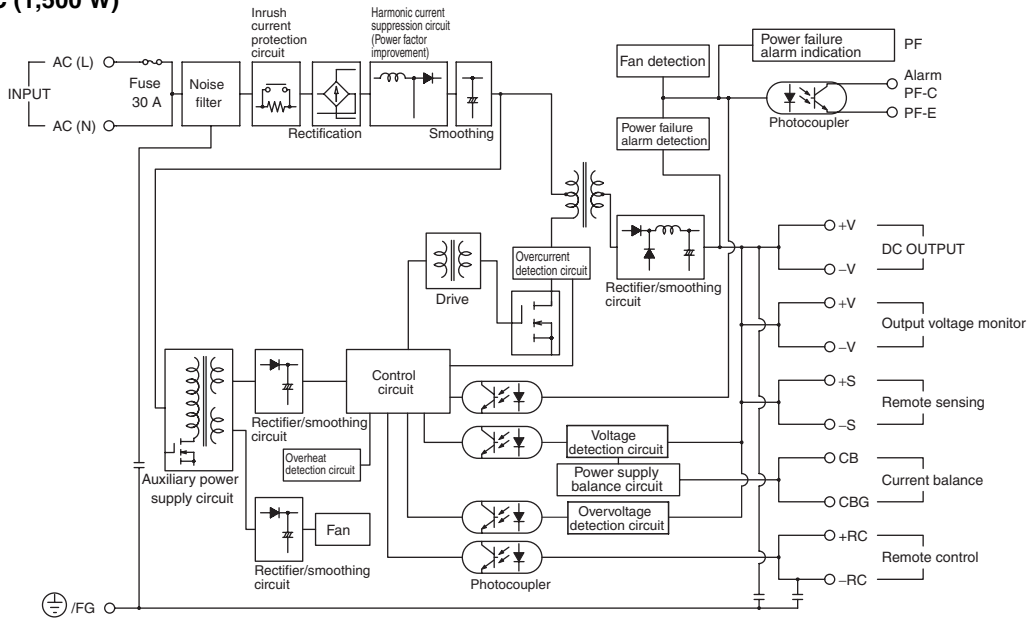 C (1,500 W)
Inrush
current
protection
circuit
Harmonic current
suppression circuit
(Power factor
improvement)
Power failure
alarm indication
PF
Fan detection
AC (L)
INPUT
AC (N)
Fuse
30 A
Noise
filter
Rectification
Smoothing
Alarm
PF-C
PF-E
Photocoupler
Power failure
alarm detection
Overcurrent
detection circuit
Drive
Rectifier/smoothing
circuit
+V
DC OUTPUT
−V
+V
Output voltage monitor
−V
Control
circuit
Rectifier/smoothing
circuit
+S
Remote sensing
−S
Overheat
detection circuit
Auxiliary power
supply circuit
Voltage
detection circuit
Power supply
balance circuit
CB
Current balance
CBG
Fan
Rectifier/smoothing
circuit
Overvoltage
detection circuit
Photocoupler
+RC
Remote control
−RC
/FG